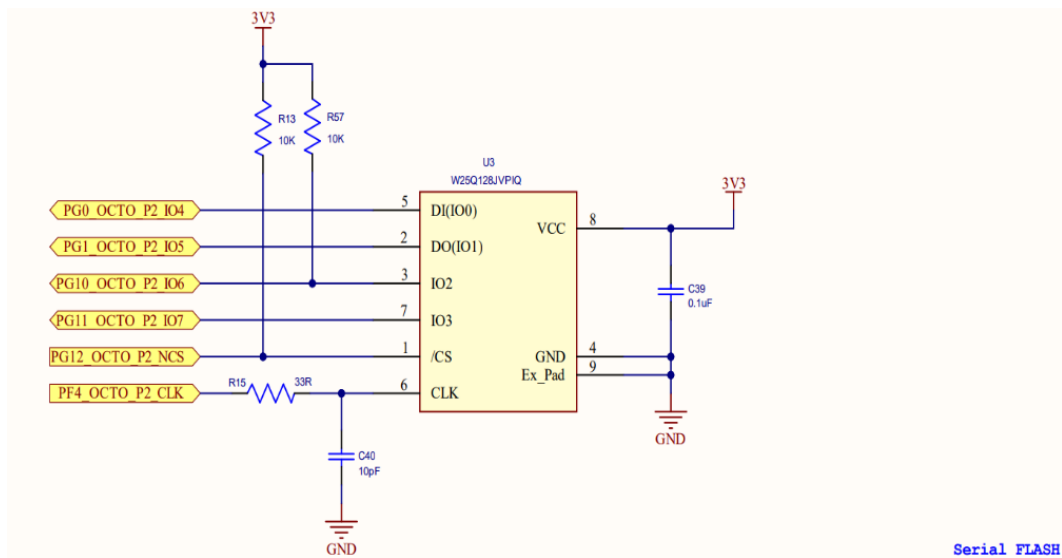 3V3
R13
10K
R57
10K
U3
W25Q128JVPIQ
PG0_OCTO_P2_IO4
5
DI(IO0)
PG1_OCTO_P2_IO5
2
DO(IO1)
PG10_OCTO_P2_IO6
3
IO2
PG11_OCTO_P2_IO7
7
IO3
PG12_OCTO_P2_NCS
1
/CS
PF4_OCTO_P2_CLK
R15
33R
6
CLK
VCC
8
3V3
C39
0.1uF
GND
4
Ex_Pad
9
GND
C40
10pF
GND
Serial FLASH